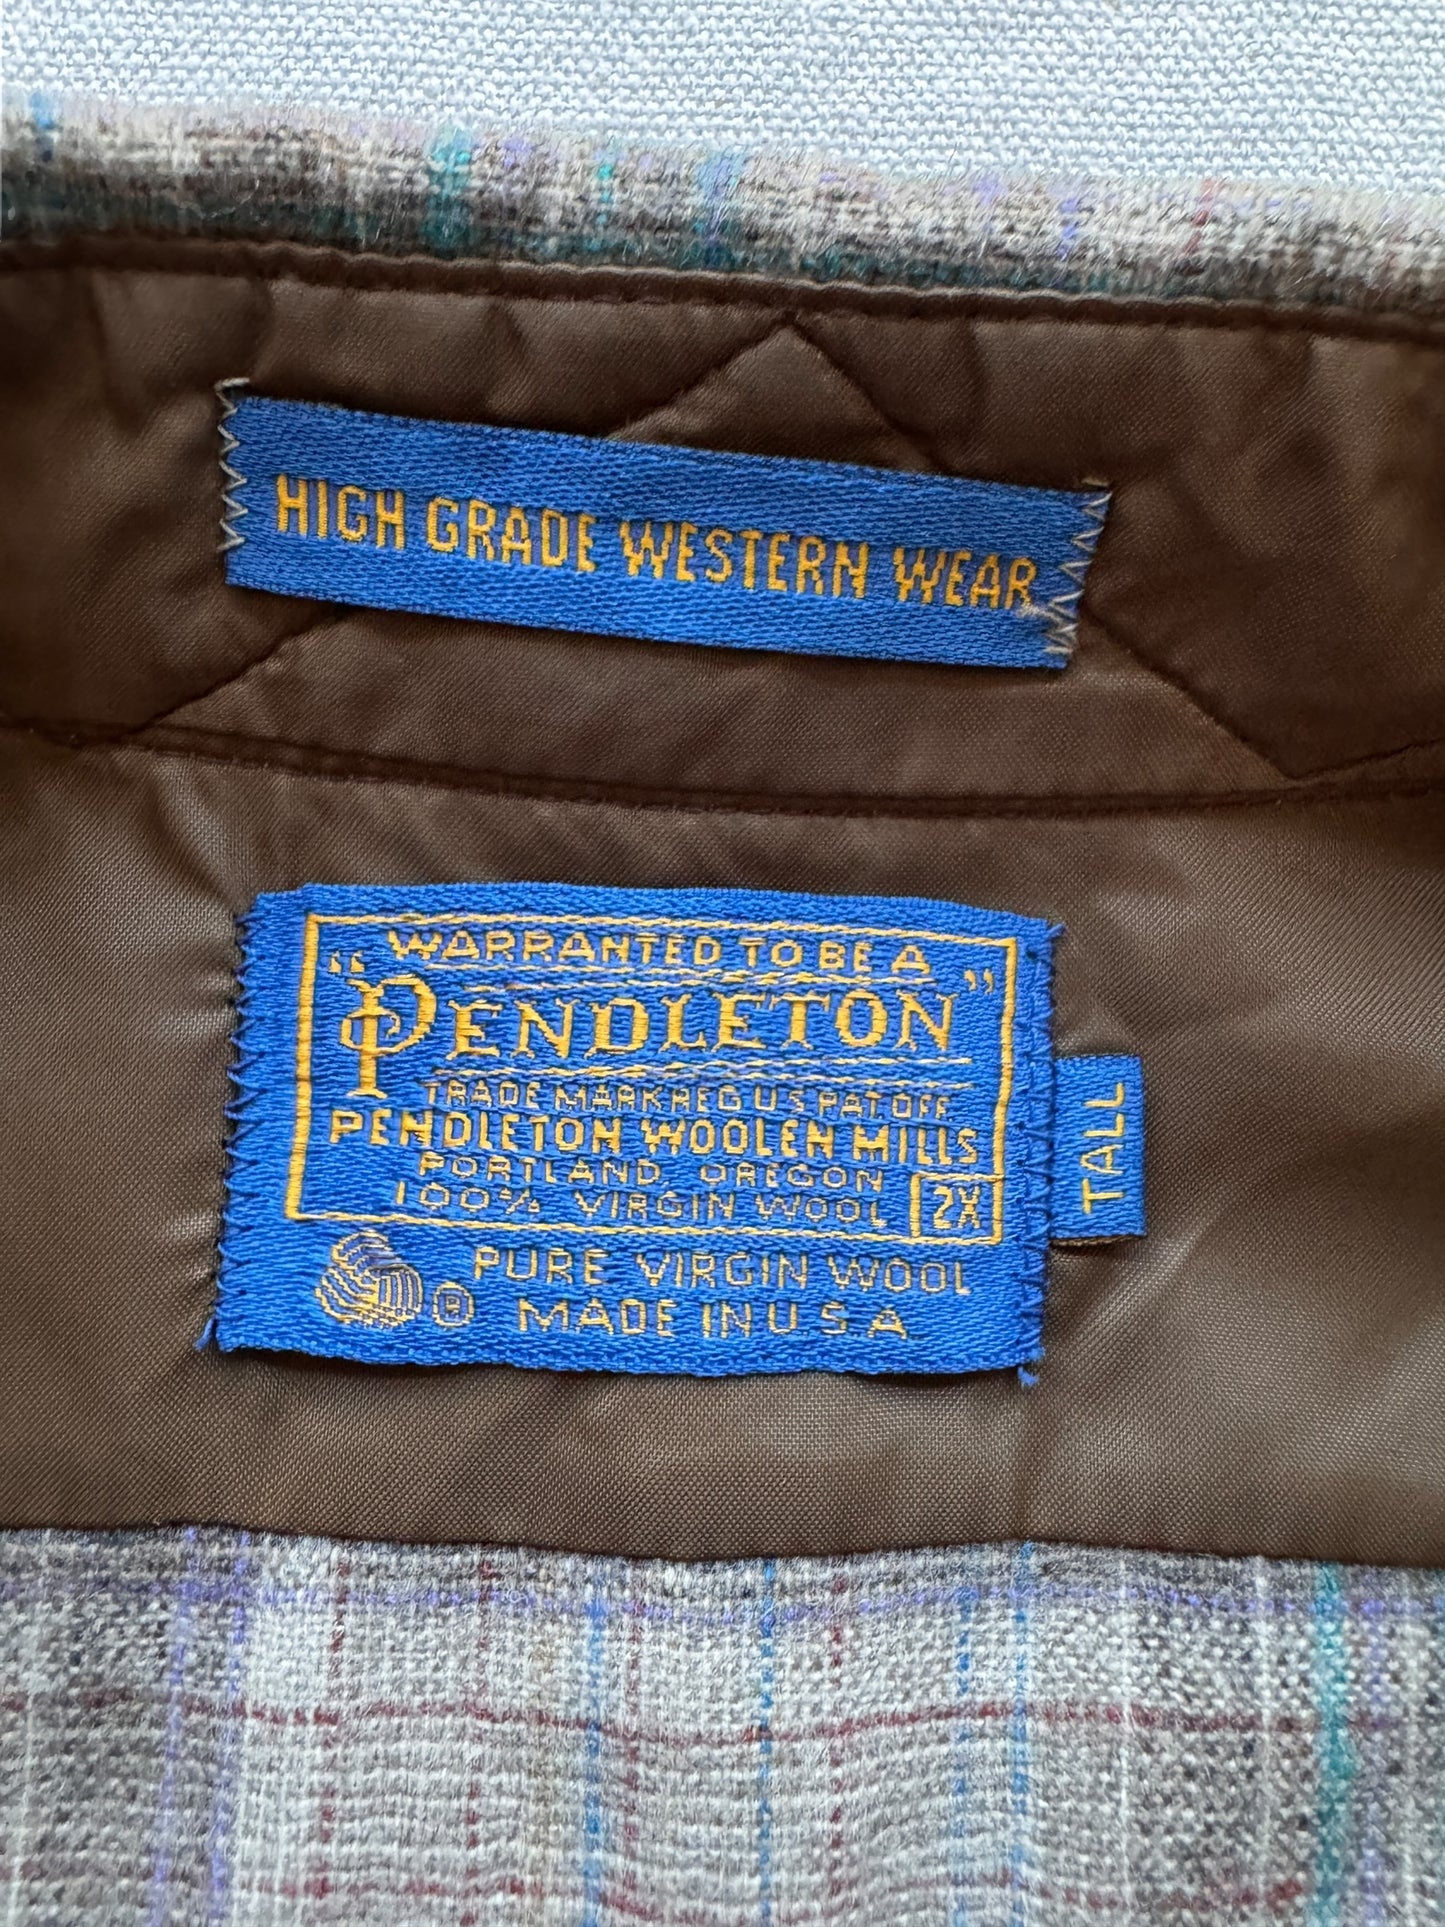 HIGH GRADE WESTERN WEAR
WARRANTED TO BE A
"PENDLETON"
TRADE MARK REG U S PAT. OFF.
PENDLETON WOOLEN MILLS
PORTLAND, OREGON
100% VIRGIN WOOL 2X
TALL
® PURE VIRGIN WOOL
MADE IN U.S.A.